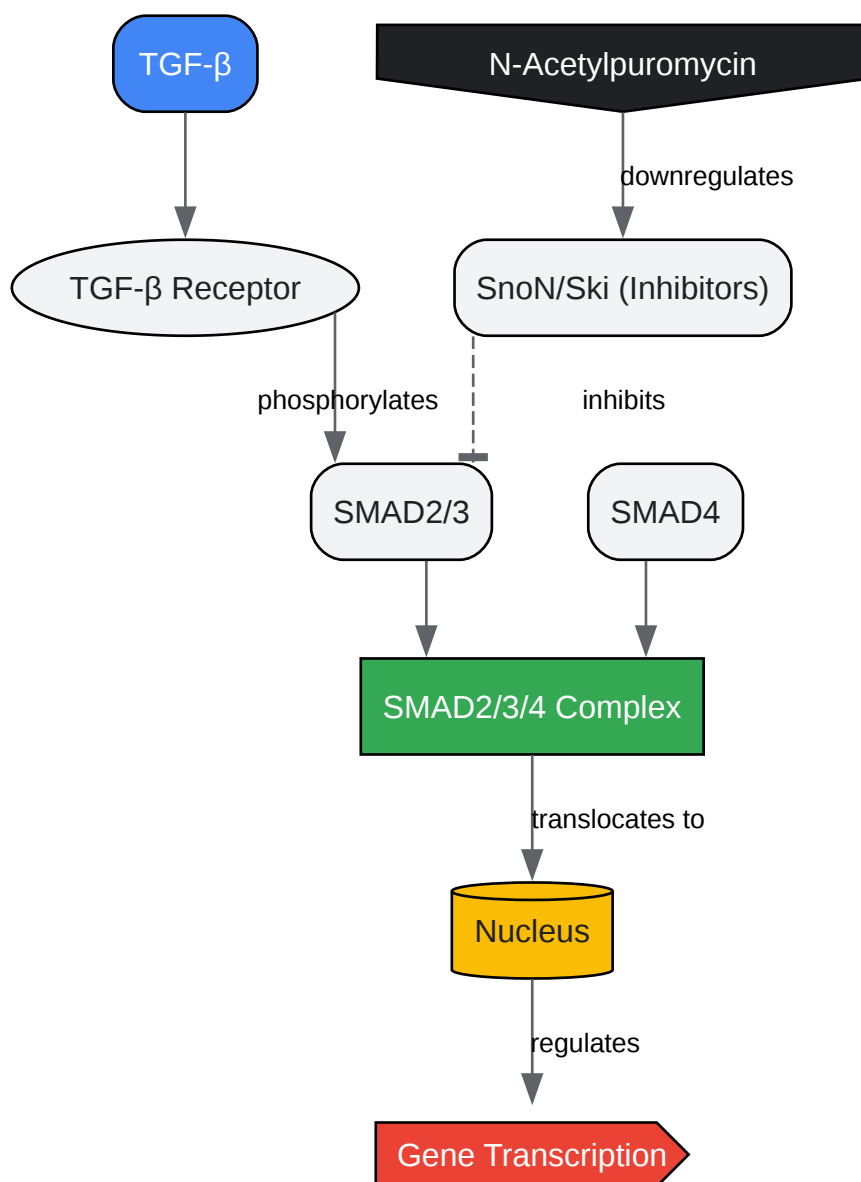 TGF-β
N-Acetylpuromycin
downregulates
TGF-β Receptor
SnoN/Ski (Inhibitors)
phosphorylates
inhibits
SMAD2/3
SMAD4
SMAD2/3/4 Complex
translocates to
Nucleus
regulates
Gene Transcription